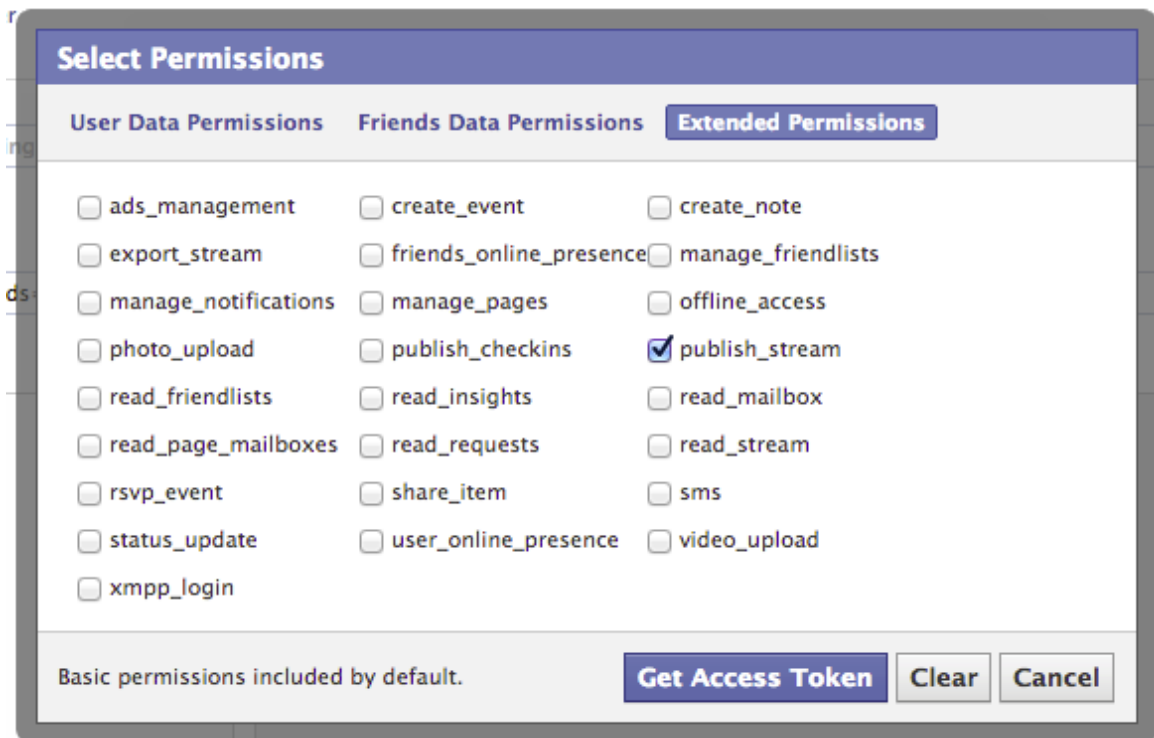 r
Select Permissions
User Data Permissions Friends Data Permissions Extended Permissions
ing
ads_management create_event create_note
export_stream friends_online_presence manage_friendlists
ds
manage_notifications manage_pages offline_access
photo_upload publish_checkins publish_stream
read_friendlists read_insights read_mailbox
read_page_mailboxes read_requests read_stream
rsvp_event share_item sms
status_update user_online_presence video_upload
xmpp_login
Basic permissions included by default. Get Access Token Clear Cancel